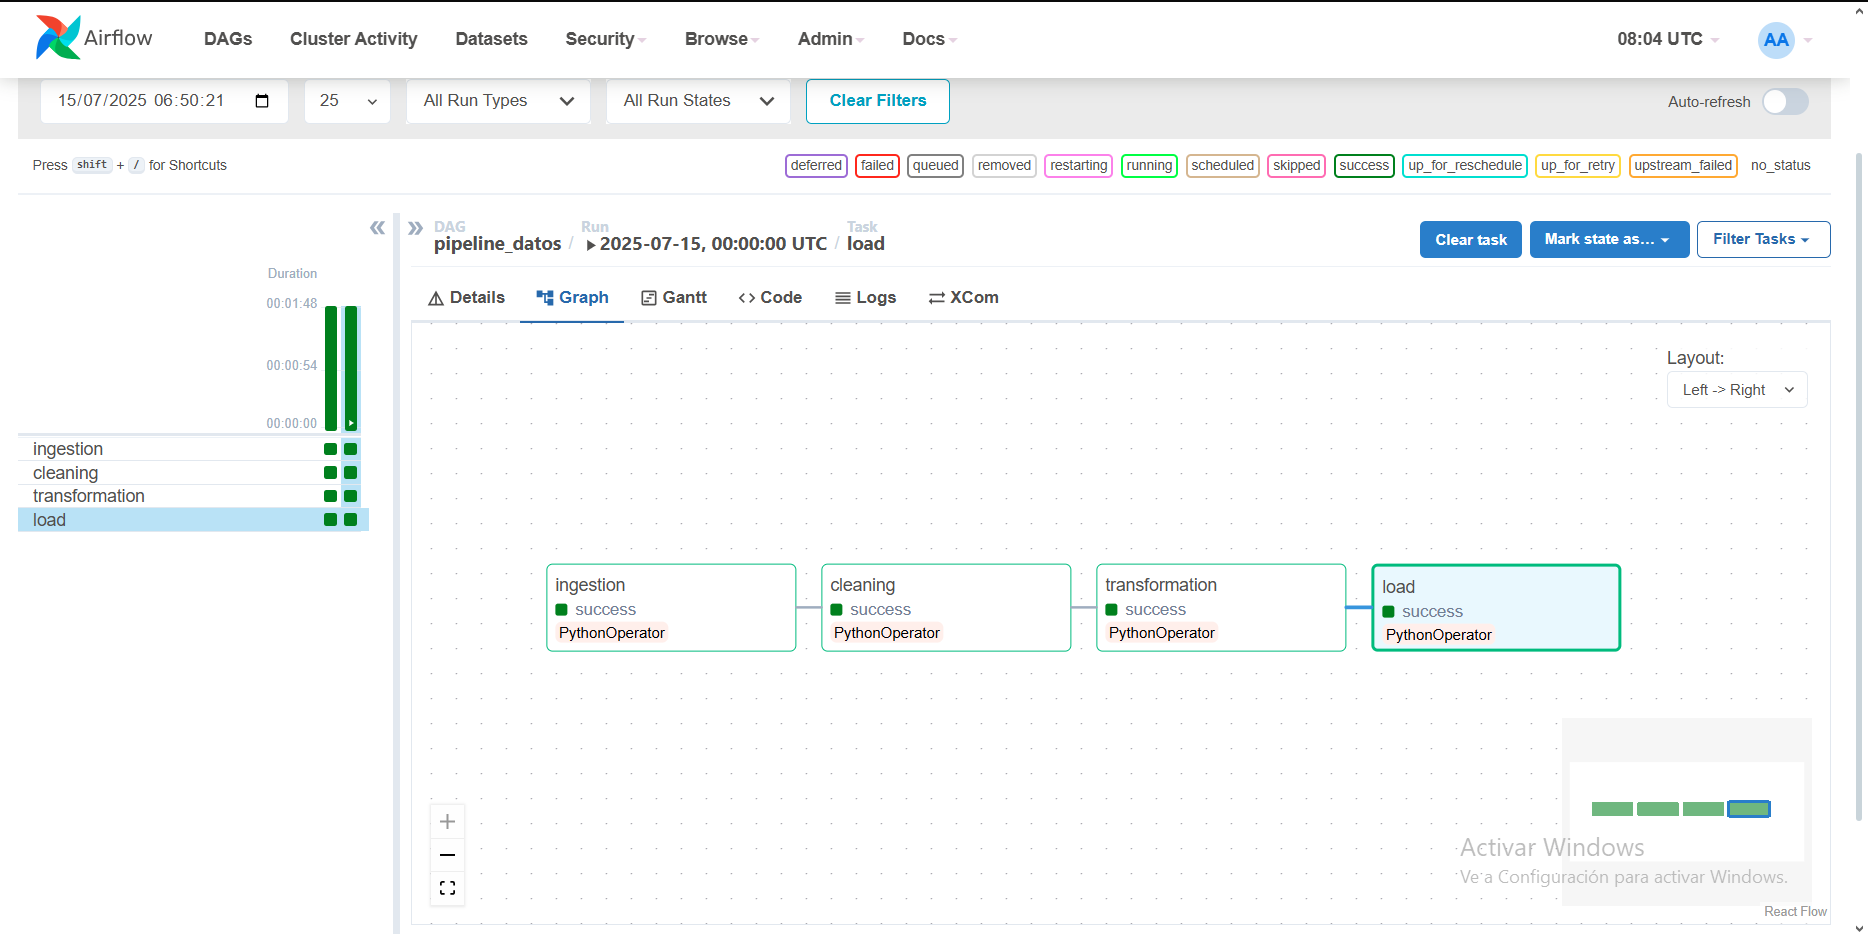 Airflow DAGs Cluster Activity Datasets Security Browse Admin Docs 08:04 UTC AA
15/07/2025 06:50:21 25 All Run Types All Run States Clear Filters Auto-refresh
Press shift + / for Shortcuts deferred failed queued removed restarting running scheduled skipped success up_for_reschedule up_for_retry upstream_failed no_status
DAG Run Task
pipeline_datos / 2025-07-15, 00:00:00 UTC / load Clear task Mark state as... Filter Tasks
Duration
00:01:48
00:00:54
00:00:00
ingestion
cleaning
transformation
load
Details Graph Gantt Code Logs XCom
Layout:
Left -> Right
ingestion
success
PythonOperator
cleaning
success
PythonOperator
transformation
success
PythonOperator
load
success
PythonOperator
Activar Windows
Ve a Configuración para activar Windows.
React Flow